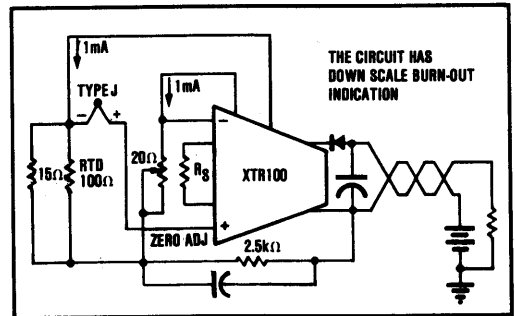 1mA
THE CIRCUIT HAS
DOWN SCALE BURN-OUT
INDICATION
TYPE J
1mA
− +
−
15Ω
RTD
100Ω
20Ω
RS
XTR100
+
ZERO ADJ
2.5kΩ